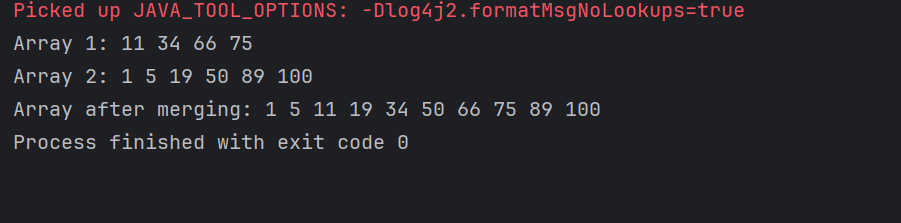 Picked up JAVA_TOOL_OPTIONS: -Dlog4j2.formatMsgNoLookups=true
Array 1: 11 34 66 75
Array 2: 1 5 19 50 89 100
Array after merging: 1 5 11 19 34 50 66 75 89 100
Process finished with exit code 0